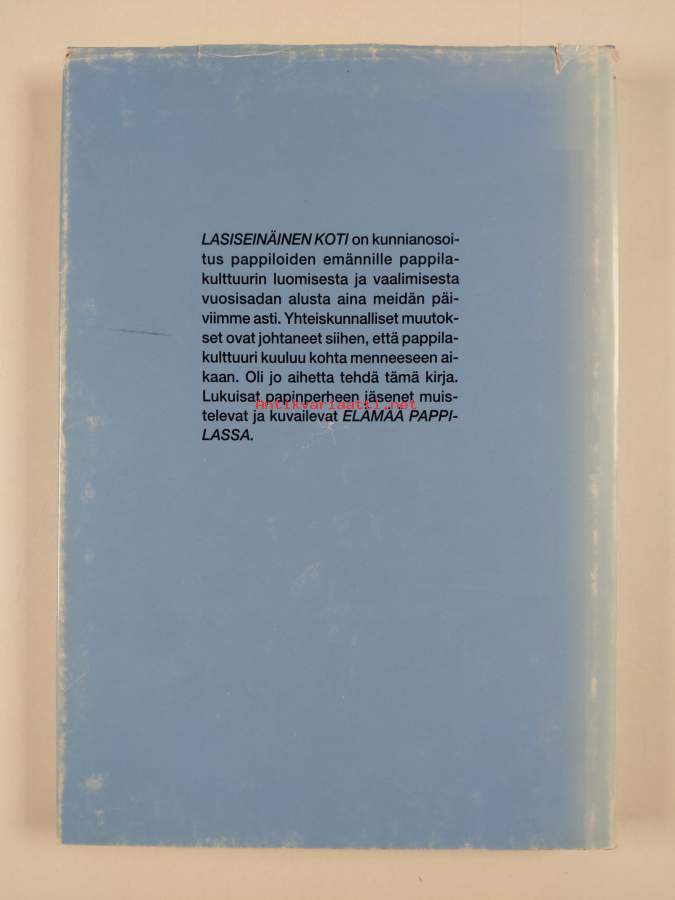 LASISEINÄINEN KOTI on kunnianosoi-
tus pappiloiden emännille pappila-
kulttuurin luomisesta ja vaalimisesta
vuosisadan alusta aina meidän päi-
viimme asti. Yhteiskunnalliset muutok-
set ovat johtaneet siihen, että pappila-
kulttuuri kuuluu kohta menneeseen ai-
kaan. Oli jo aihetta tehdä tämä kirja.
Lukuisat papinperheen jäsenet muis-
Antikvariaatti.net
televat ja kuvailevat ELÄMÄÄ PAPPI-
LASSA.